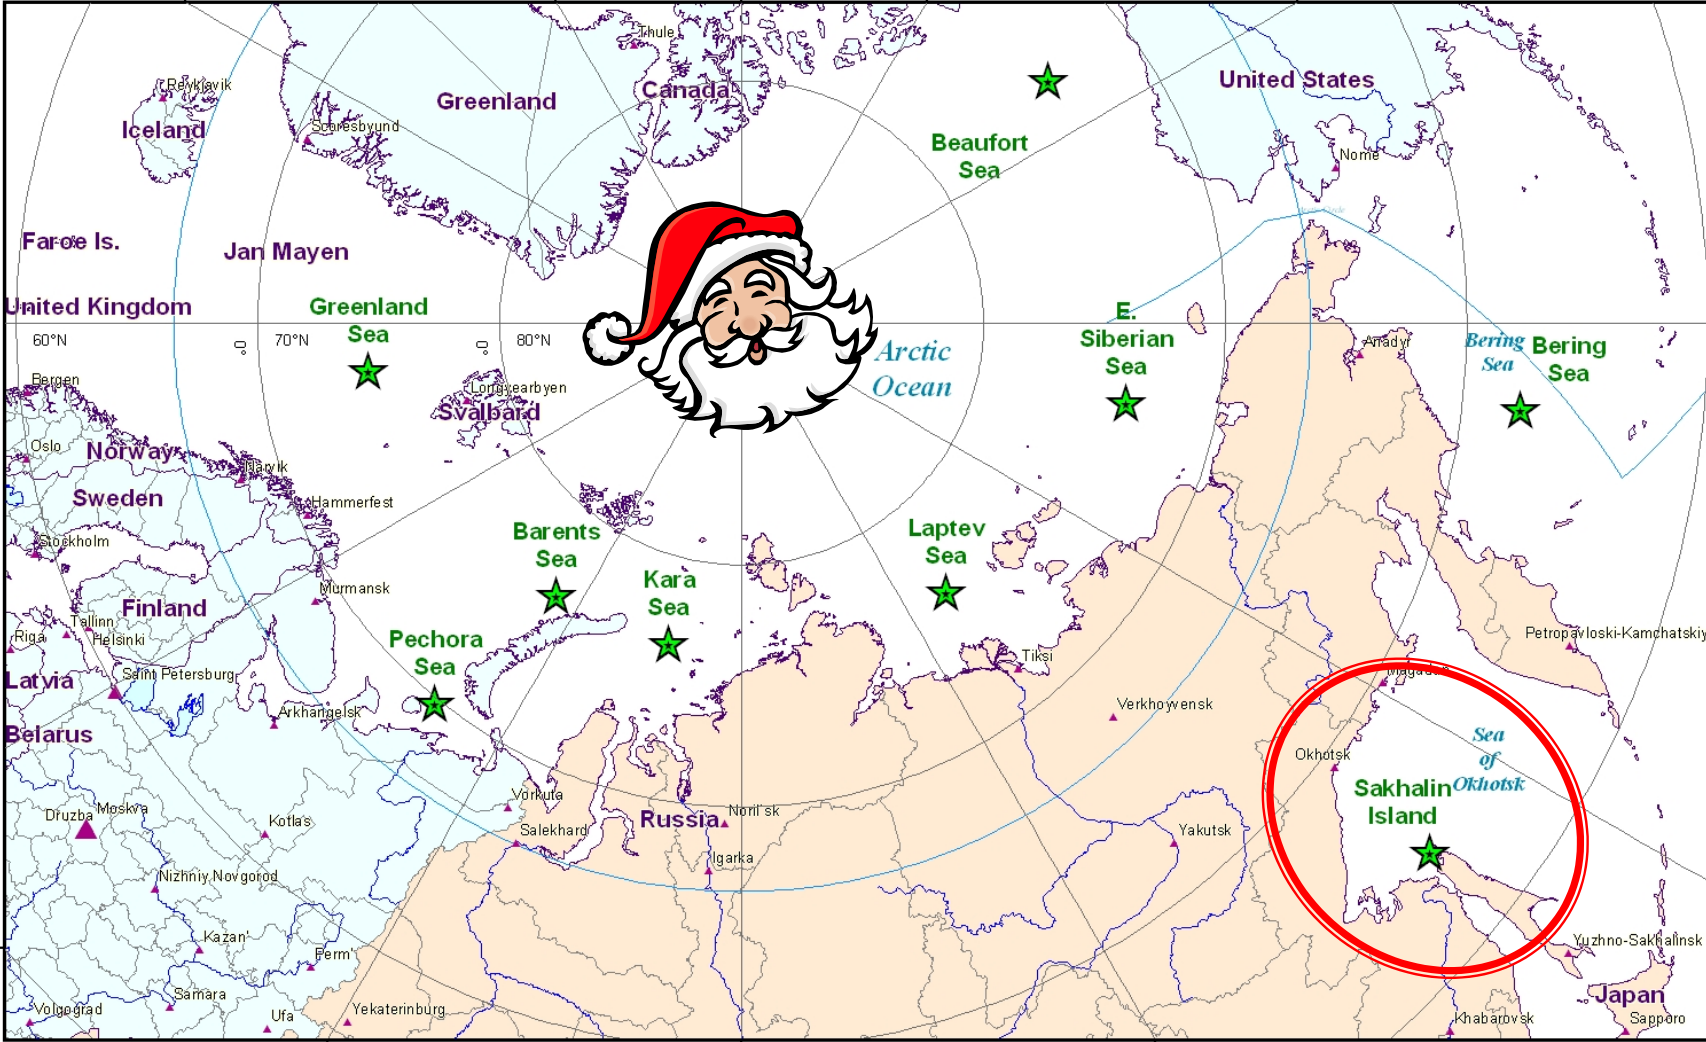 Thule
Reykjavik
Greenland
Canada
United States
Beaufort
Sea
Iceland
Scoresbysund
Nome
Faroe Is.
Jan Mayen
United Kingdom
Greenland
Sea
60°N
70°N
80°N
Arctic
Ocean
E.
Siberian
Sea
Anadyr
Bering
Sea
Bering
Sea
Bergen
Longyearbyen
Svalbard
Oslo
Norway
Narvik
Sweden
Hammerfest
Stockholm
Barents
Sea
Laptev
Sea
Kara
Sea
Murmansk
Finland
Tallinn
Helsinki
Riga
Pechora
Sea
Petropavloski-Kamchatskiy
Tiksi
Saint Petersburg
Latvia
Magadan
Arkhangelsk
Verkhoyvensk
Belarus
Sea
of
Okhotsk
Okhotsk
Sakhalin
Island
Vorkuta
Moskva
Druzba
Russia
Noril'sk
Kotlas
Salekhard
Yakutsk
Igarka
Nizhniy Novgorod
Kazan'
Perm'
Yuzhno-Sakhalinsk
Samara
Japan
Volgograd
Ufa
Yekaterinburg
Khabarovsk
Sapporo